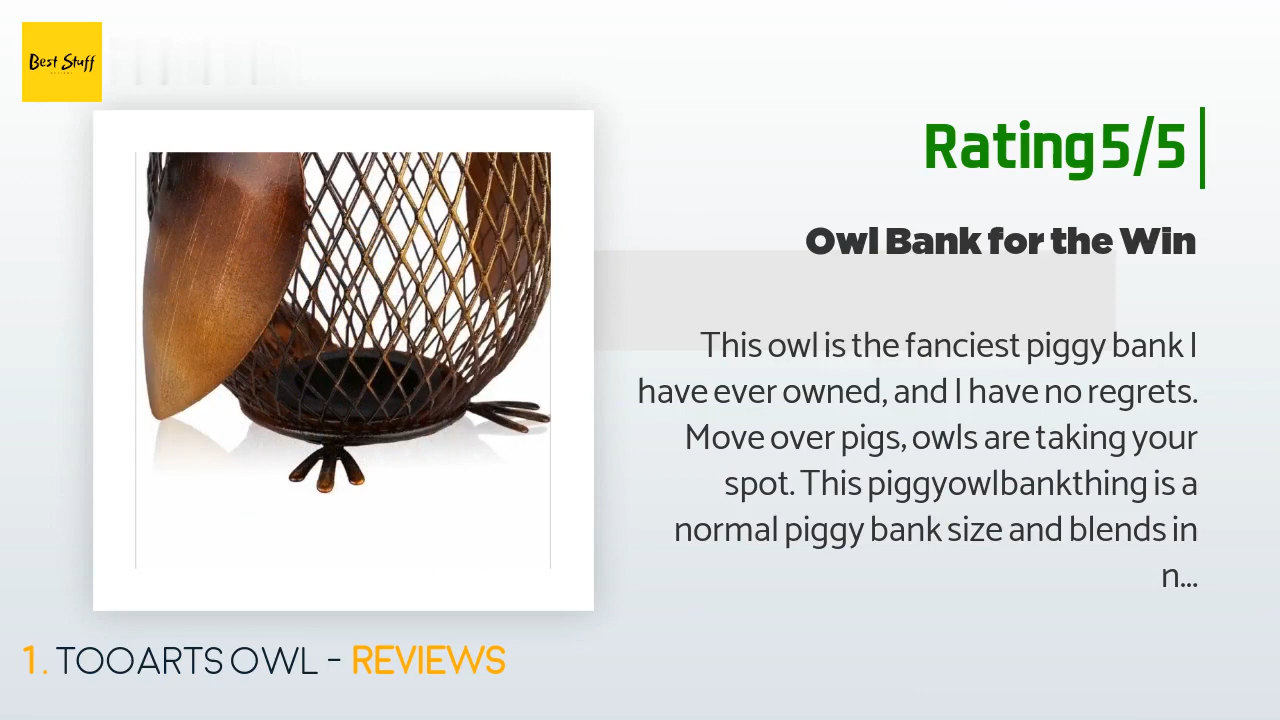 Best Stuff
Rating 5/5
Owl Bank for the Win
This owl is the fanciest piggy bank I
have ever owned, and I have no regrets.
Move over pigs, owls are taking your
spot. This piggyowlbankthing is a
normal piggy bank size and blends in
n...
1. TOOARTS OWL - REVIEWS